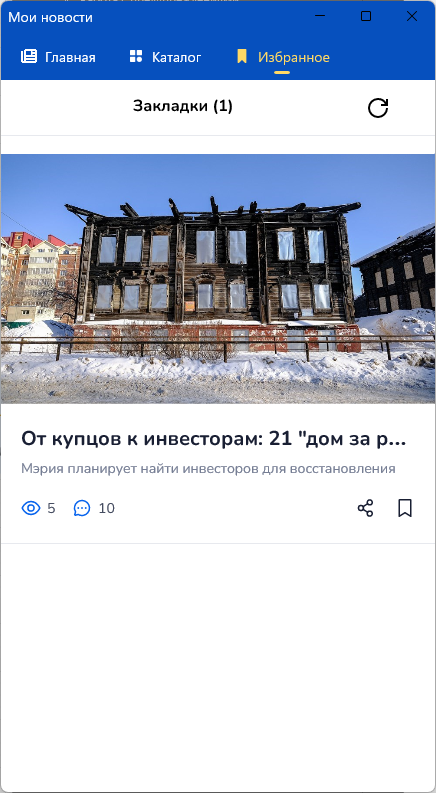 Мои новости
Главная Каталог Избранное
Закладки (1)
От купцов к инвесторам: 21 "дом за р...
Мэрия планирует найти инвесторов для восстановления
5 10